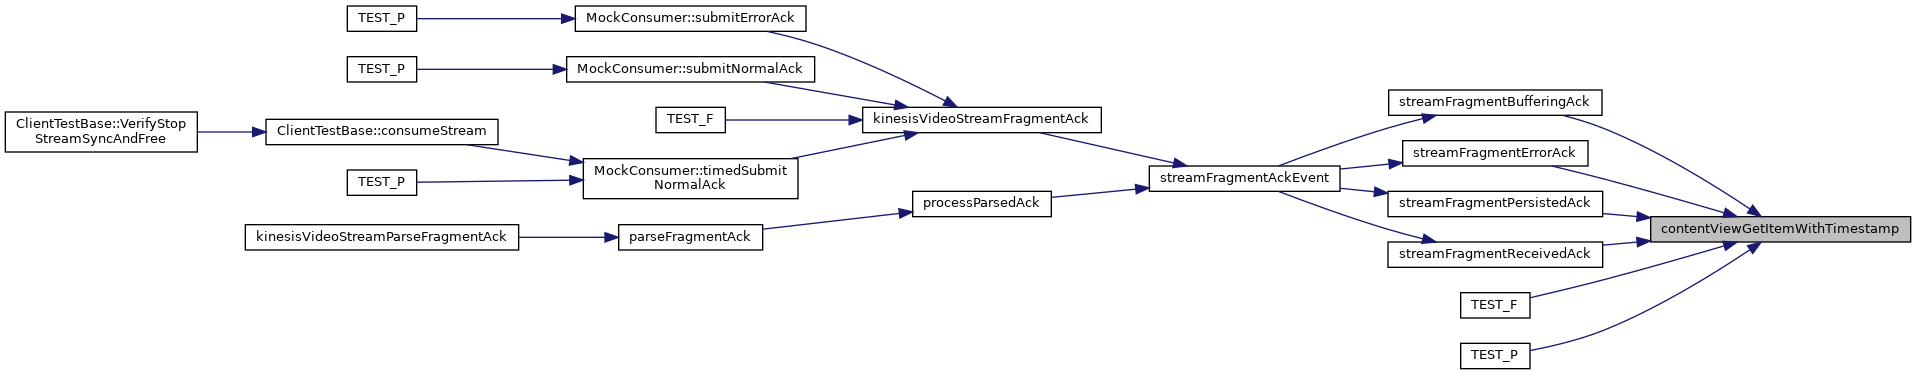 TEST_P
MockConsumer::submitErrorAck
TEST_P
MockConsumer::submitNormalAck
streamFragmentBufferingAck
TEST_F
kinesisVideoStreamFragmentAck
ClientTestBase::VerifyStop
StreamSyncAndFree
ClientTestBase::consumeStream
streamFragmentErrorAck
MockConsumer::timedSubmit
NormalAck
TEST_P
streamFragmentAckEvent
processParsedAck
streamFragmentPersistedAck
contentViewGetItemWithTimestamp
kinesisVideoStreamParseFragmentAck
parseFragmentAck
streamFragmentReceivedAck
TEST_F
TEST_P